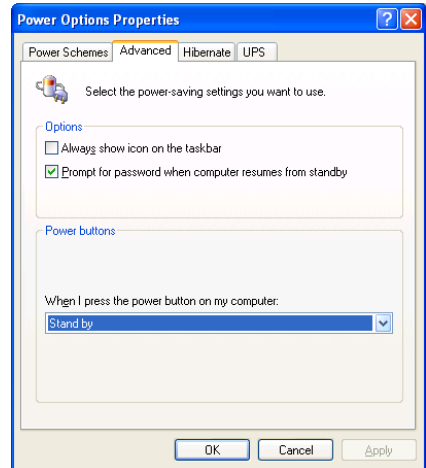 Power Options Properties
Power Schemes Advanced Hibernate UPS
Select the power-saving settings you want to use.
Options
Always show icon on the taskbar
Prompt for password when computer resumes from standby
Power buttons
When I press the power button on my computer:
Stand by
OK Cancel Apply